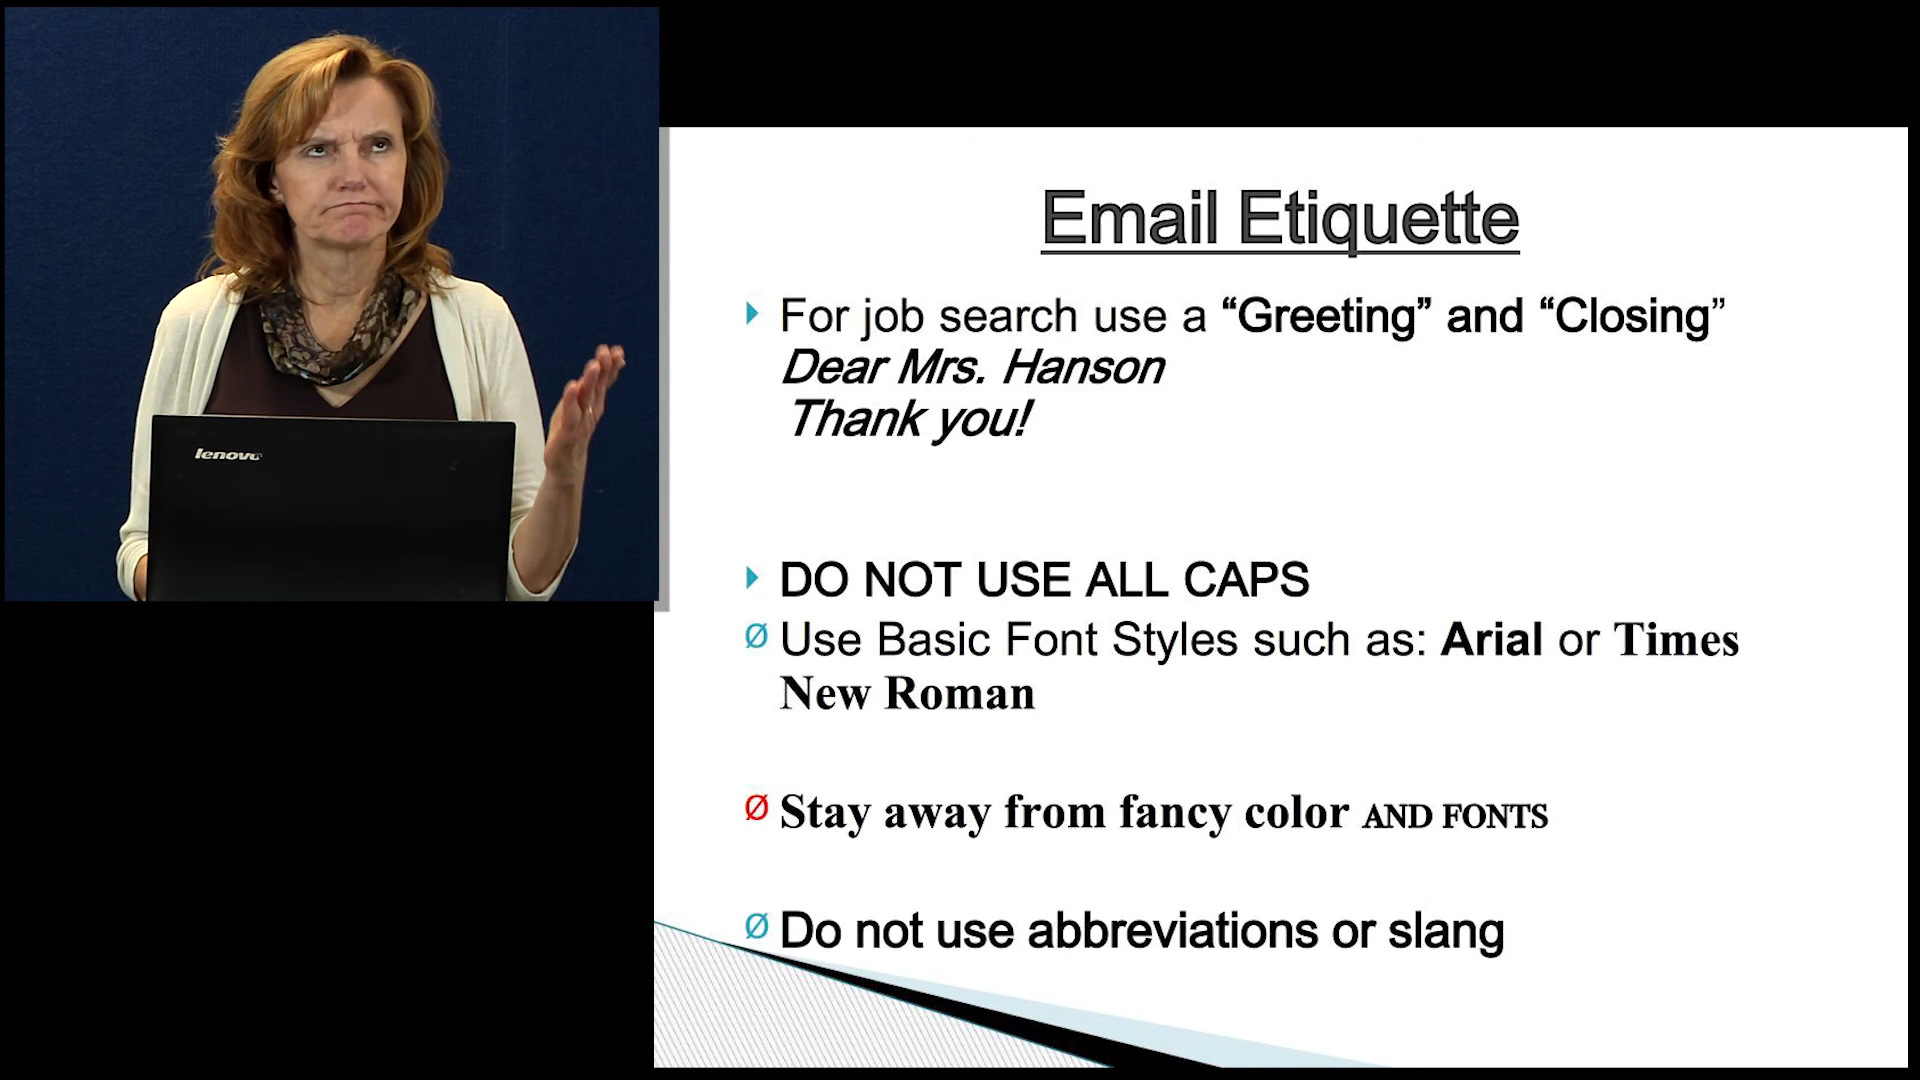 lenovo
Email Etiquette
For job search use a “Greeting” and “Closing”
Dear Mrs. Hanson
Thank you!
DO NOT USE ALL CAPS
Use Basic Font Styles such as: Arial or Times
New Roman
Stay away from fancy color AND FONTS
Do not use abbreviations or slang